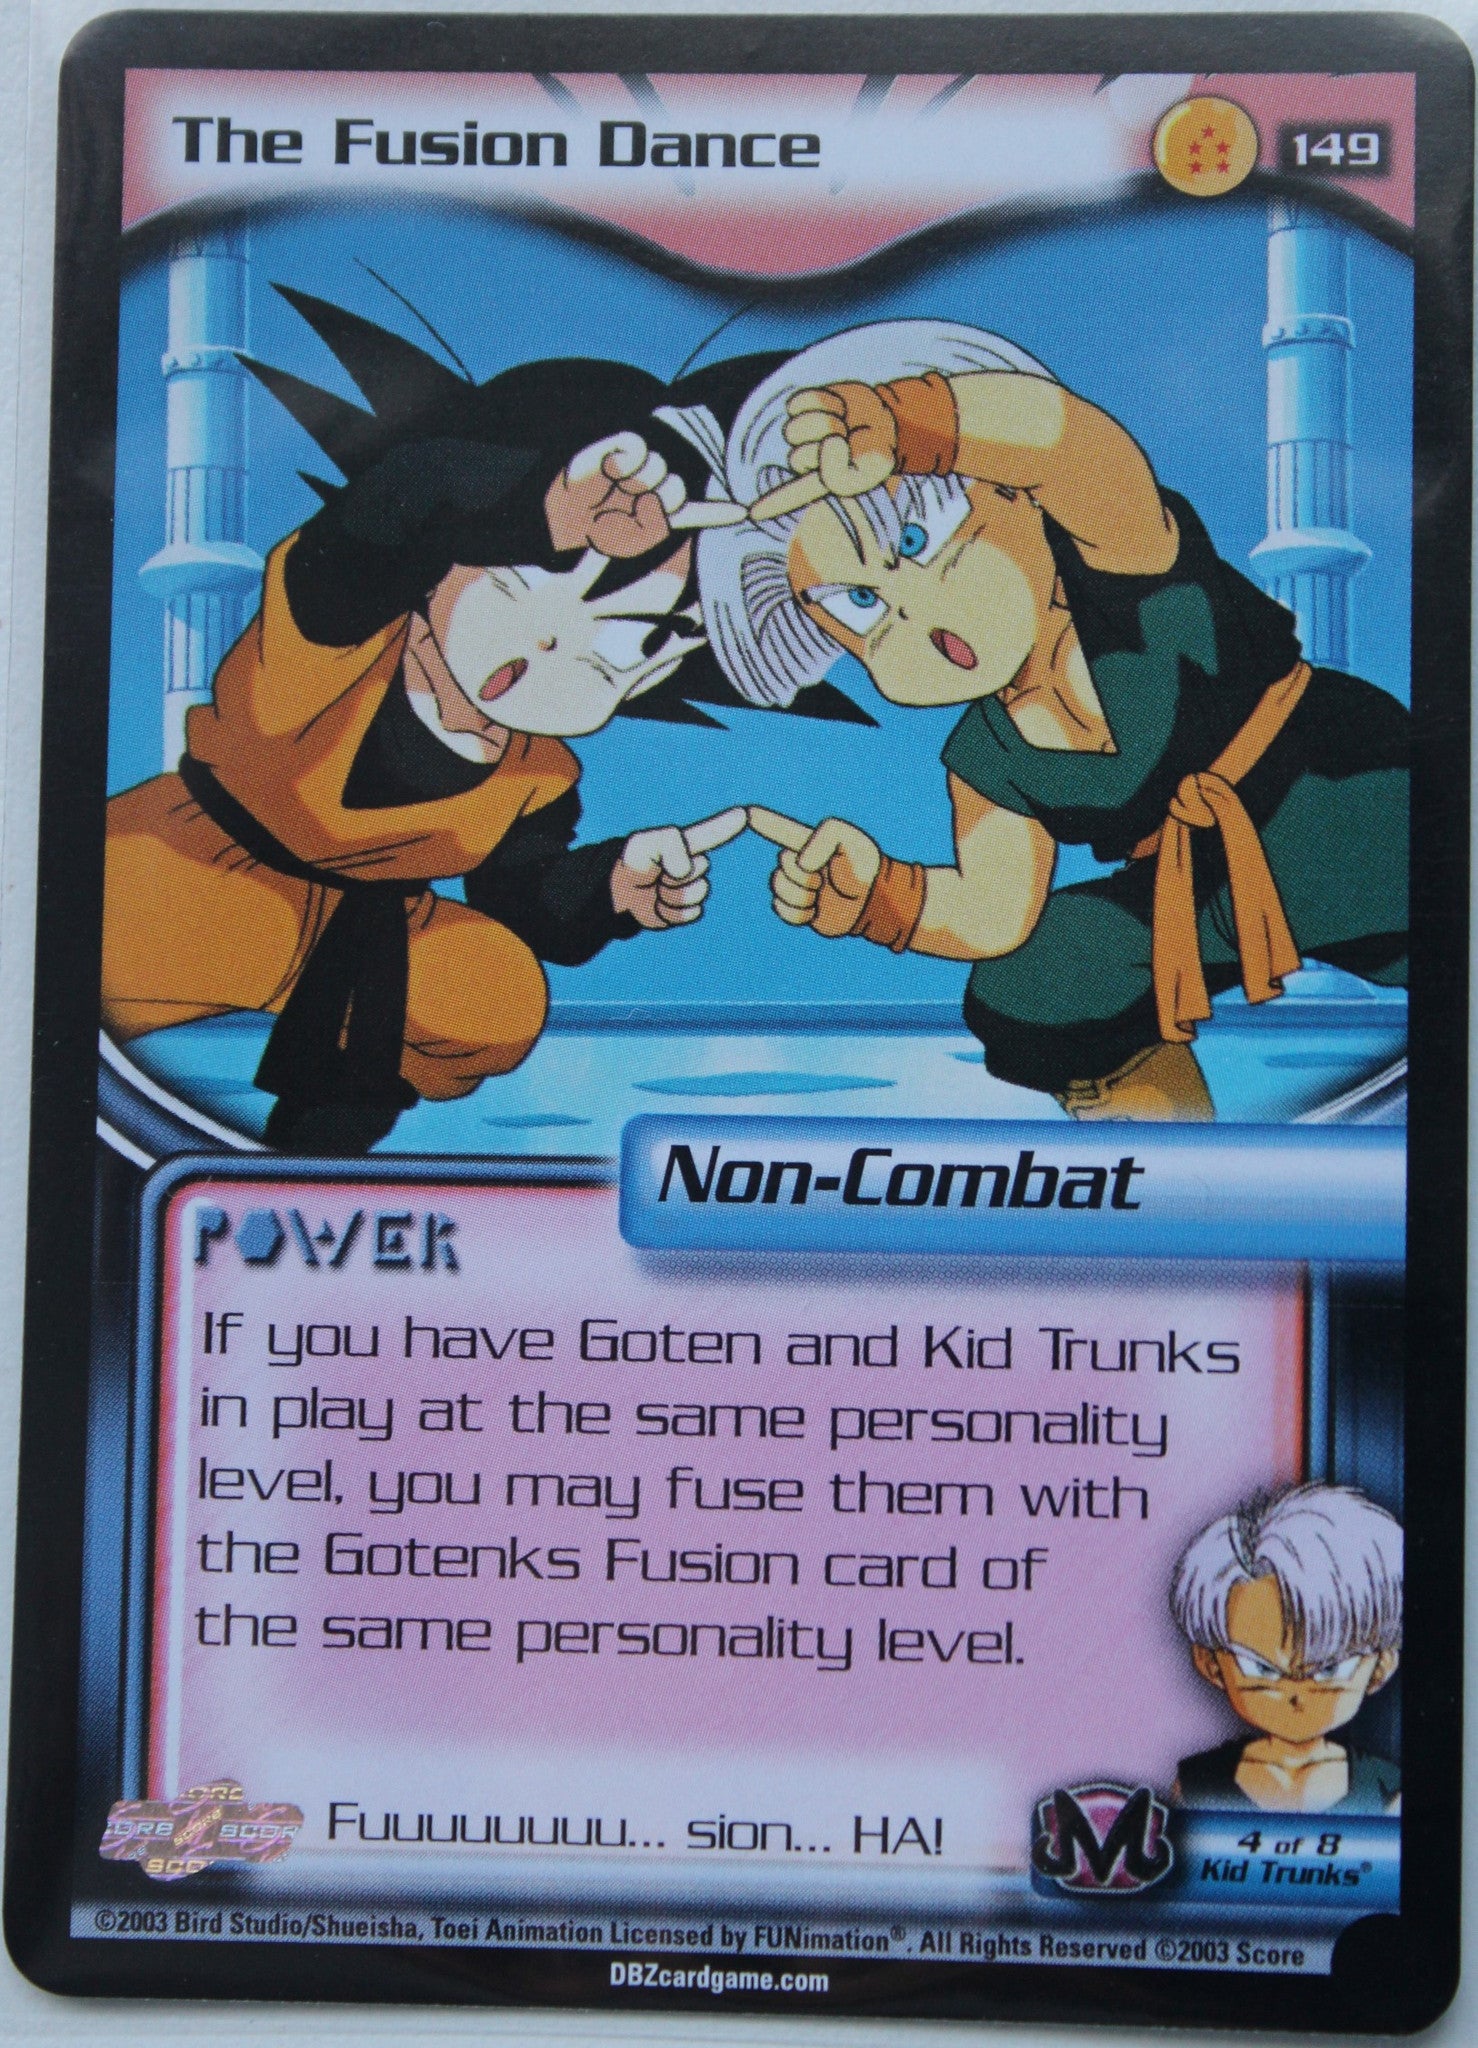 The Fusion Dance
149
Non-Combat
POWER
If you have Goten and Kid Trunks
in play at the same personality
level, you may fuse them with
the Gotenks Fusion card of
the same personality level.
Fuuuuuuuu... sion... HA!
M
4 of 8
Kid Trunks®
SCORE
©2003 Bird Studio/Shueisha, Toei Animation Licensed by FUNimation®. All Rights Reserved ©2003 Score
DBZcardgame.com